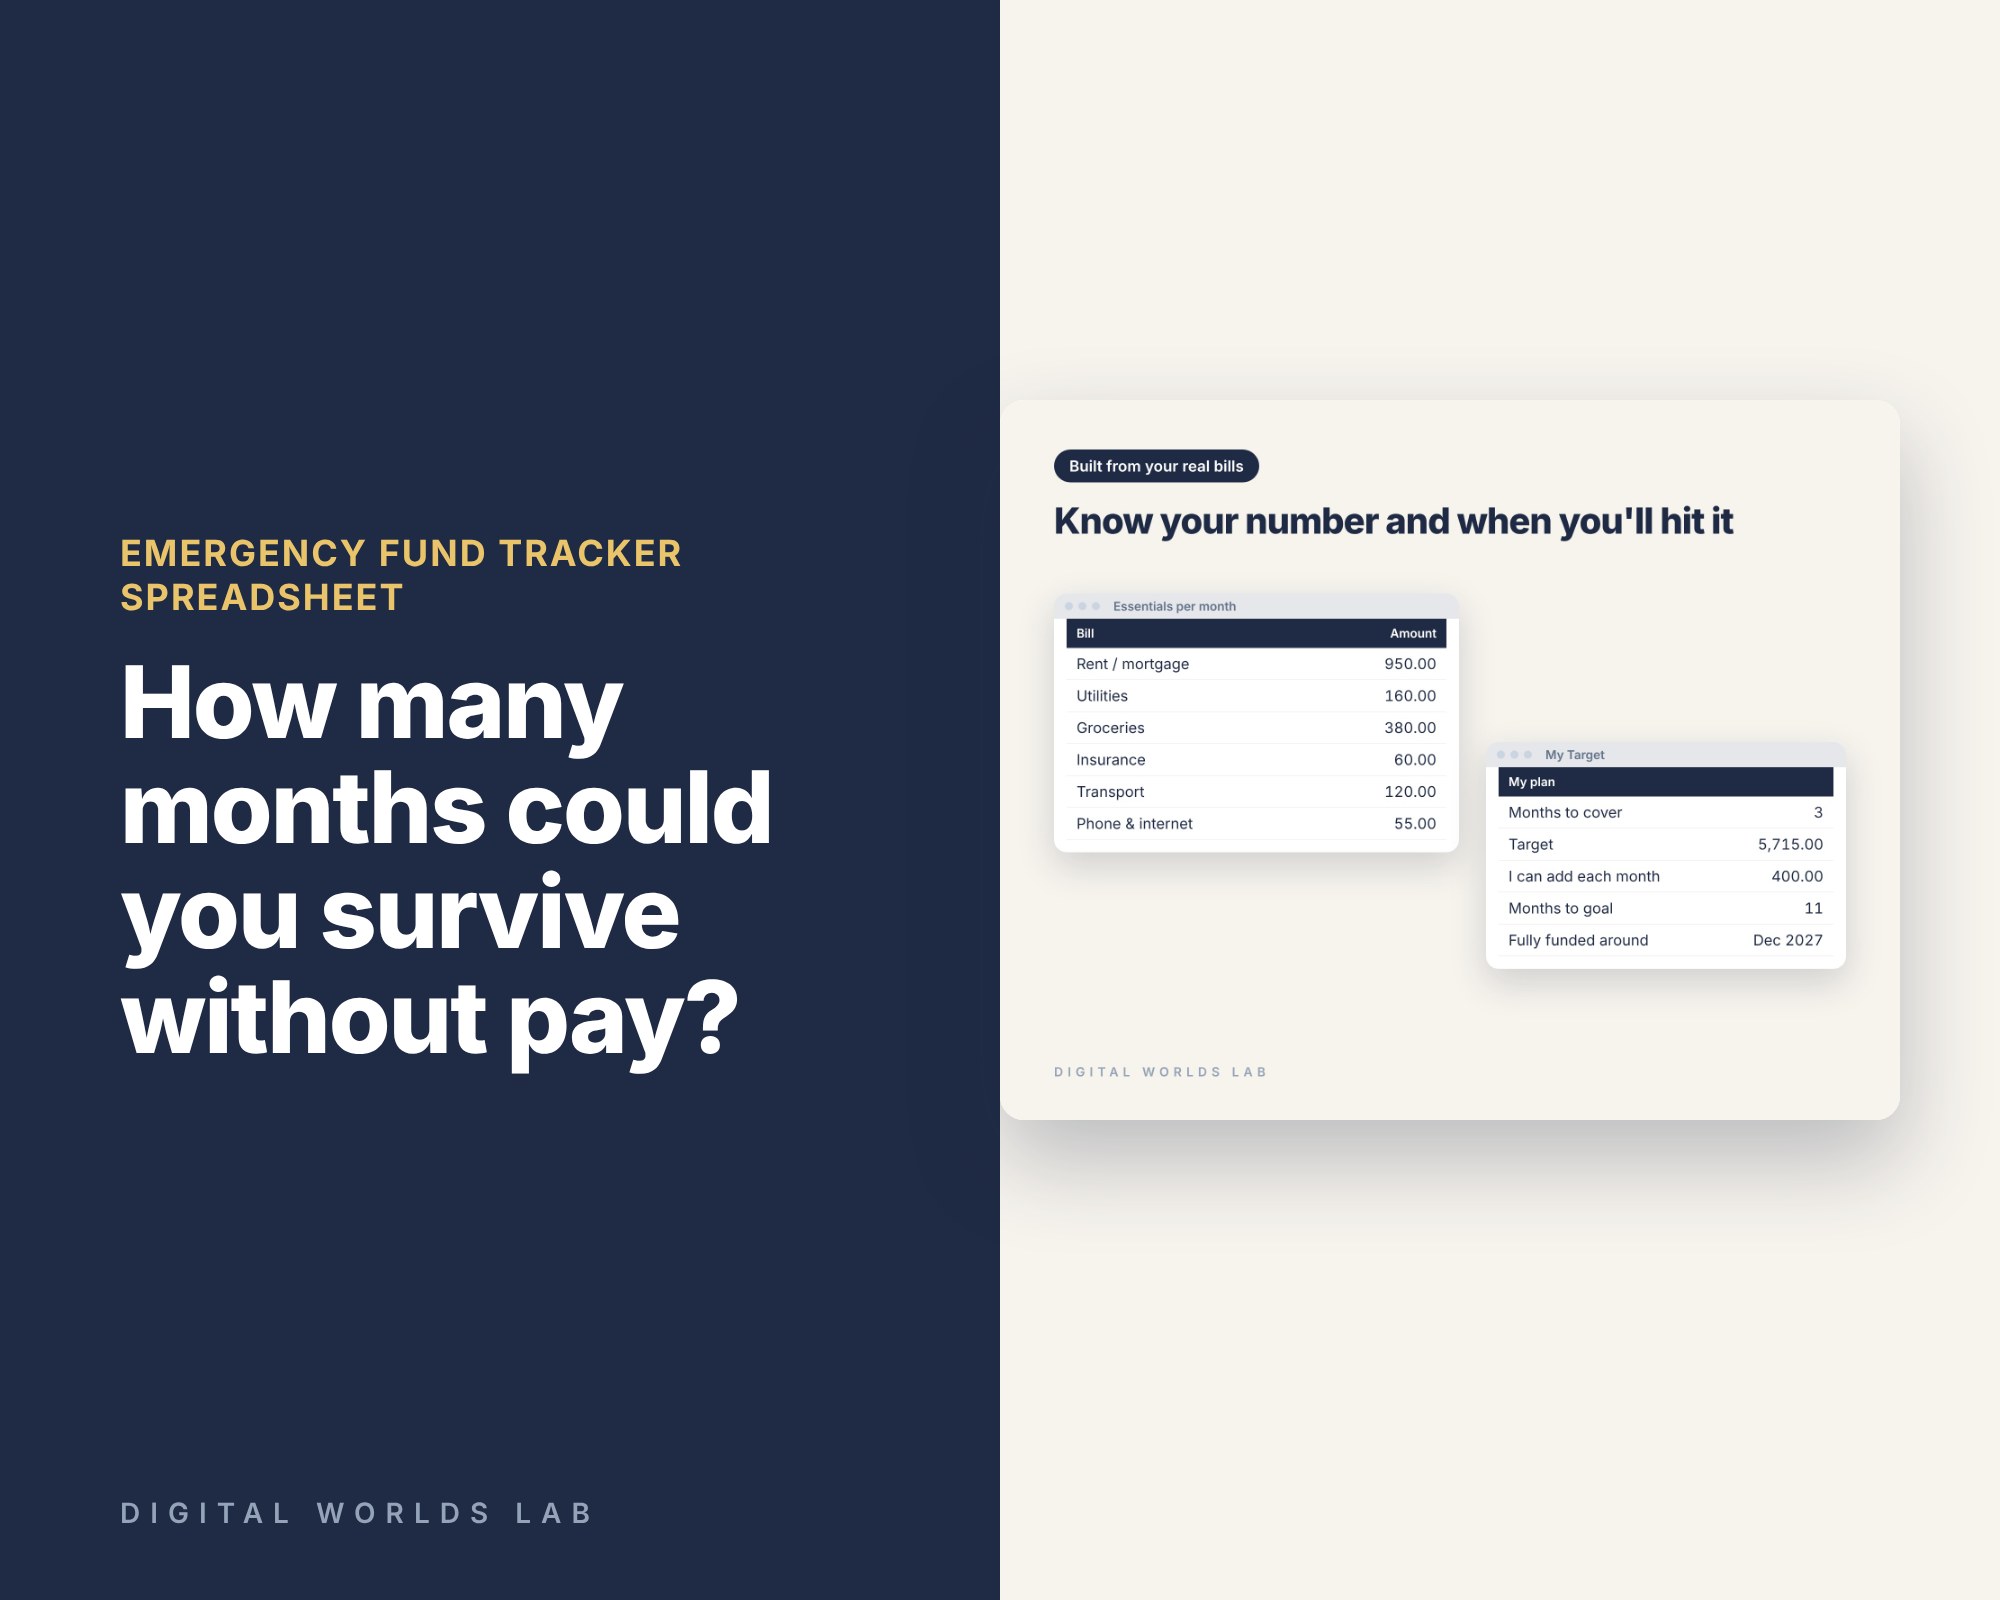 EMERGENCY FUND TRACKER
SPREADSHEET
How many
months could
you survive
without pay?
DIGITAL WORLDS LAB
Built from your real bills
Know your number and when you'll hit it
Essentials per month
Bill Amount
Rent / mortgage 950.00
Utilities 160.00
Groceries 380.00
Insurance 60.00
Transport 120.00
Phone & internet 55.00
My Target
My plan
Months to cover 3
Target 5,715.00
I can add each month 400.00
Months to goal 11
Fully funded around Dec 2027
DIGITAL WORLDS LAB